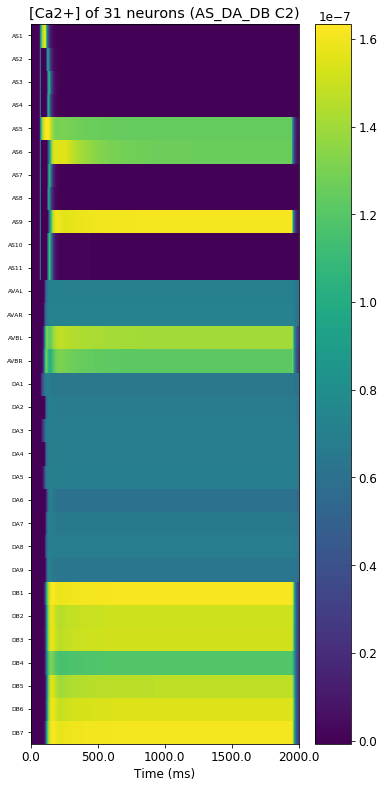 [Ca2+] of 31 neurons (AS_DA_DB C2)
1e−7
AS1
AS2
AS3
AS4
AS5
AS6
AS7
AS8
AS9
AS10
AS11
AVAL
AVAR
AVBL
AVBR
DA1
DA2
DA3
DA4
DA5
DA6
DA7
DA8
DA9
DB1
DB2
DB3
DB4
DB5
DB6
DB7
0.0 500.0 1000.0 1500.0 2000.0
Time (ms)
1.6
1.4
1.2
1.0
0.8
0.6
0.4
0.2
0.0